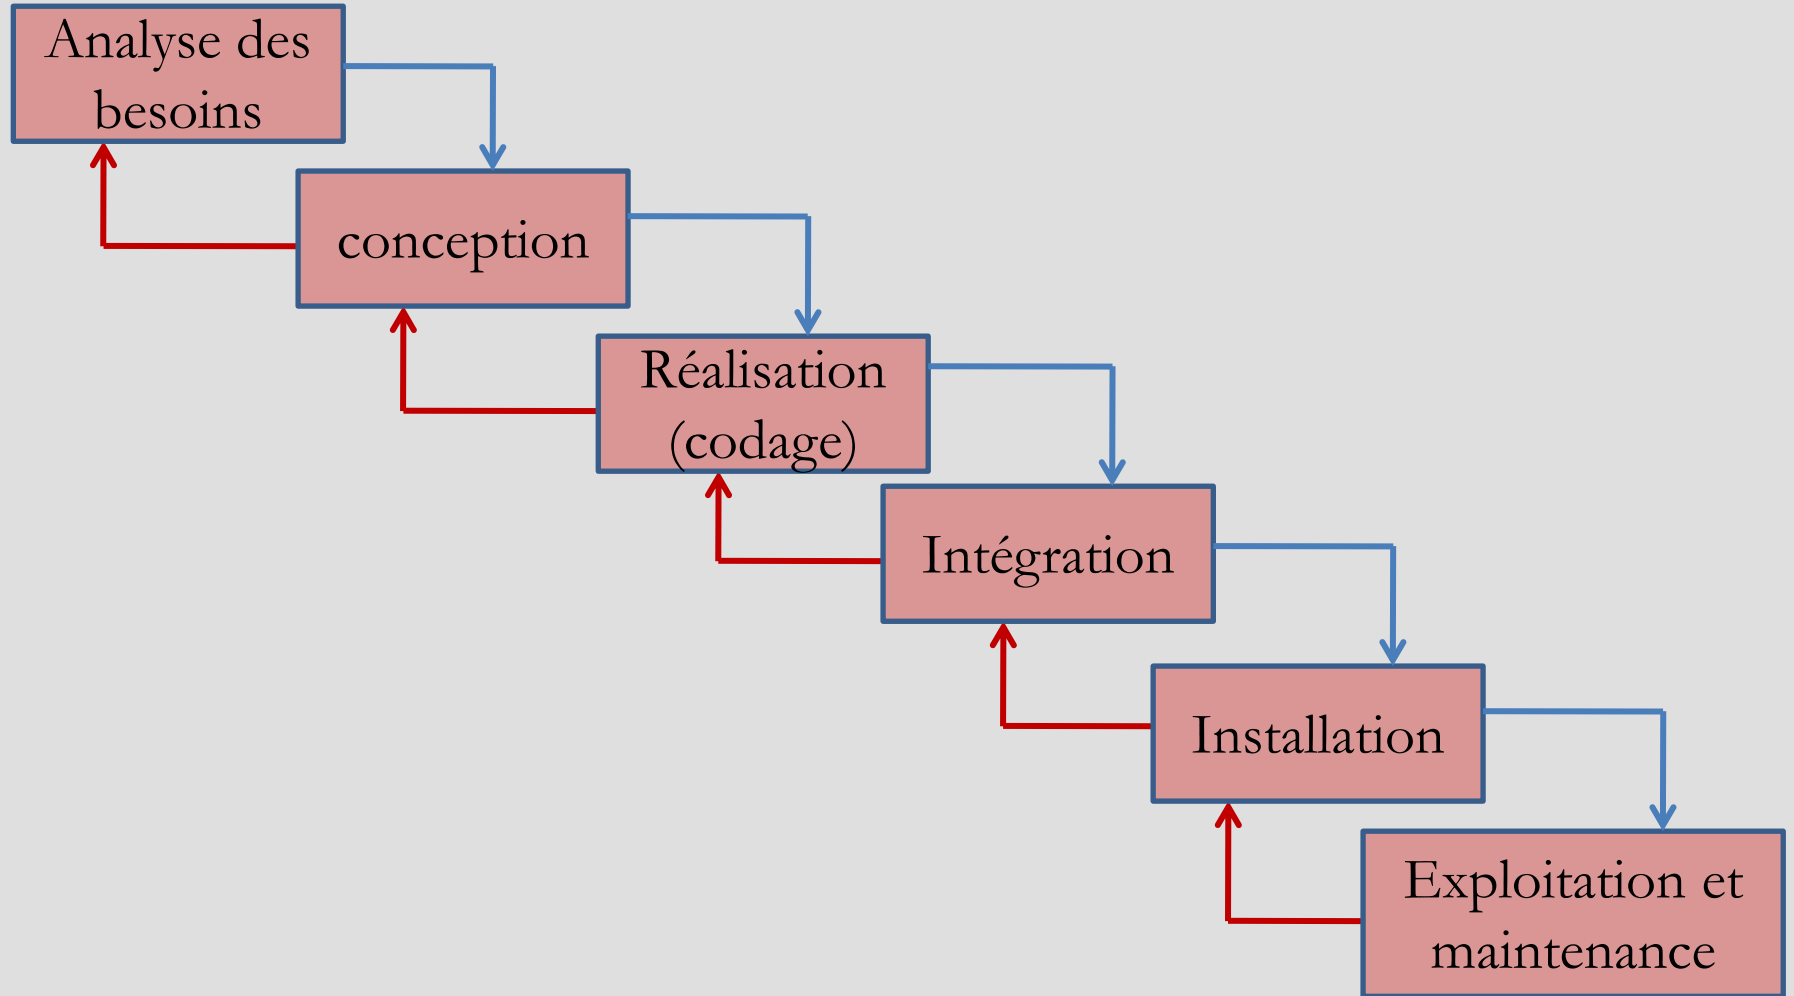 Analyse des
besoins
conception
Réalisation
(codage)
Intégration
Installation
Exploitation et
maintenance